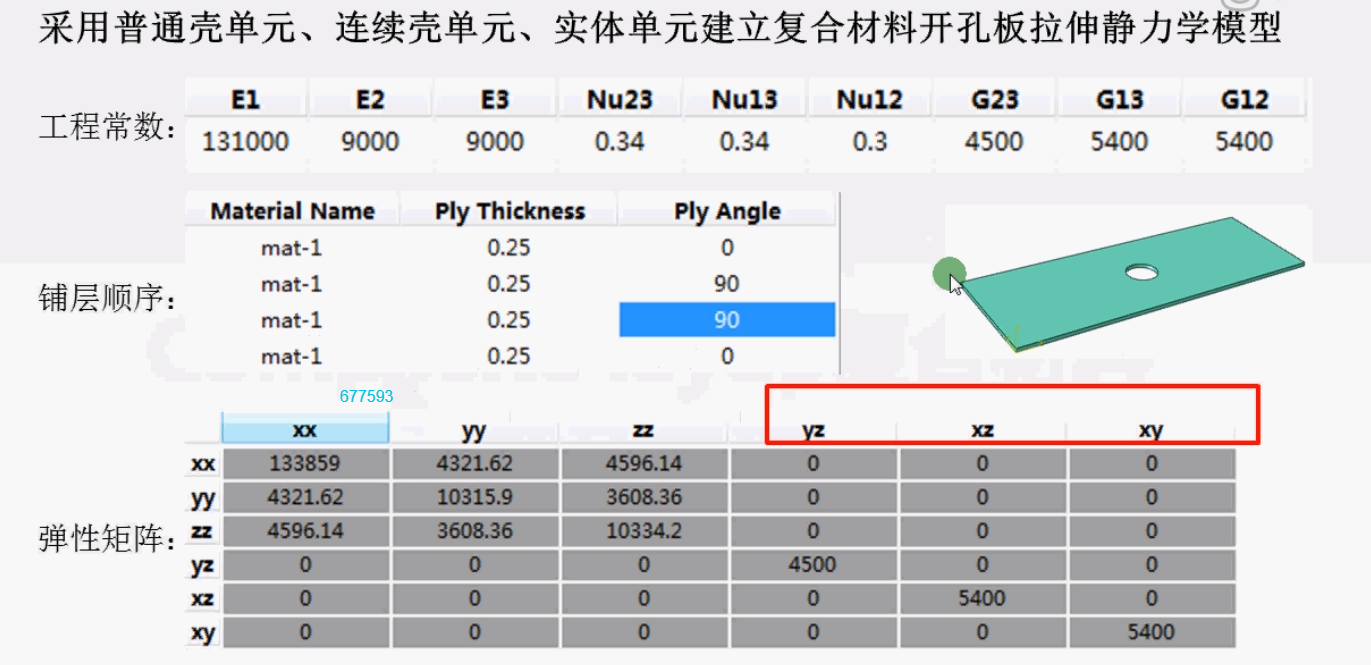 采用普通壳单元、连续壳单元、实体单元建立复合材料开孔板拉伸静力学模型
E1 E2 E3 Nu23 Nu13 Nu12 G23 G13 G12
工程常数：
131000 9000 9000 0.34 0.34 0.3 4500 5400 5400
Material Name Ply Thickness Ply Angle
mat-1 0.25 0
mat-1 0.25 90
铺层顺序：
mat-1 0.25 90
mat-1 0.25 0
677593
xx yy zz yz xz xy
xx 133859 4321.62 4596.14 0 0 0
yy 4321.62 10315.9 3608.36 0 0 0
弹性矩阵：
zz 4596.14 3608.36 10334.2 0 0 0
yz 0 0 0 4500 0 0
xz 0 0 0 0 5400 0
xy 0 0 0 0 0 5400